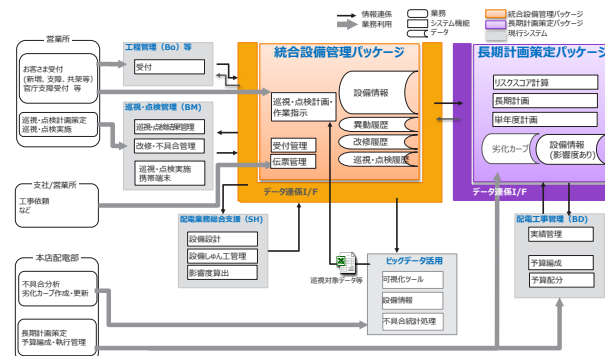 情報連係
業務利用
業務
システム機能
データ
統合設備管理パッケージ
長期計画策定パッケージ
現行システム
営業所
お客さま受付
(新増、支障、共架等)
官庁支障受付 等
巡視・点検計画策定
巡視・点検実施
支社/営業所
工事依頼
など
本店配電部
不具合分析
劣化カーブ作成・更新
長期計画策定
予算編成・執行管理
工程管理(Bo)等
受付
巡視・点検管理(BM)
巡視・点検結果管理
改修・不具合管理
巡視・点検実施
携帯端末
配電業務総合支援(SH)
設備設計
設備しゅん工管理
影響度算出
統合設備管理パッケージ
巡視・点検計画・
作業指示
受付管理
伝票管理
設備情報
異動履歴
改修履歴
巡視・点検履歴
データ連係I/F
巡視対象データ等
ビッグデータ活用
可視化ツール
設備情報
不具合統計処理
長期計画策定パッケージ
リスクスコア計算
長期計画
単年度計画
劣化カーブ
設備情報
(影響度あり)
データ連係I/F
配電工事管理(BD)
実績管理
予算編成
予算配分